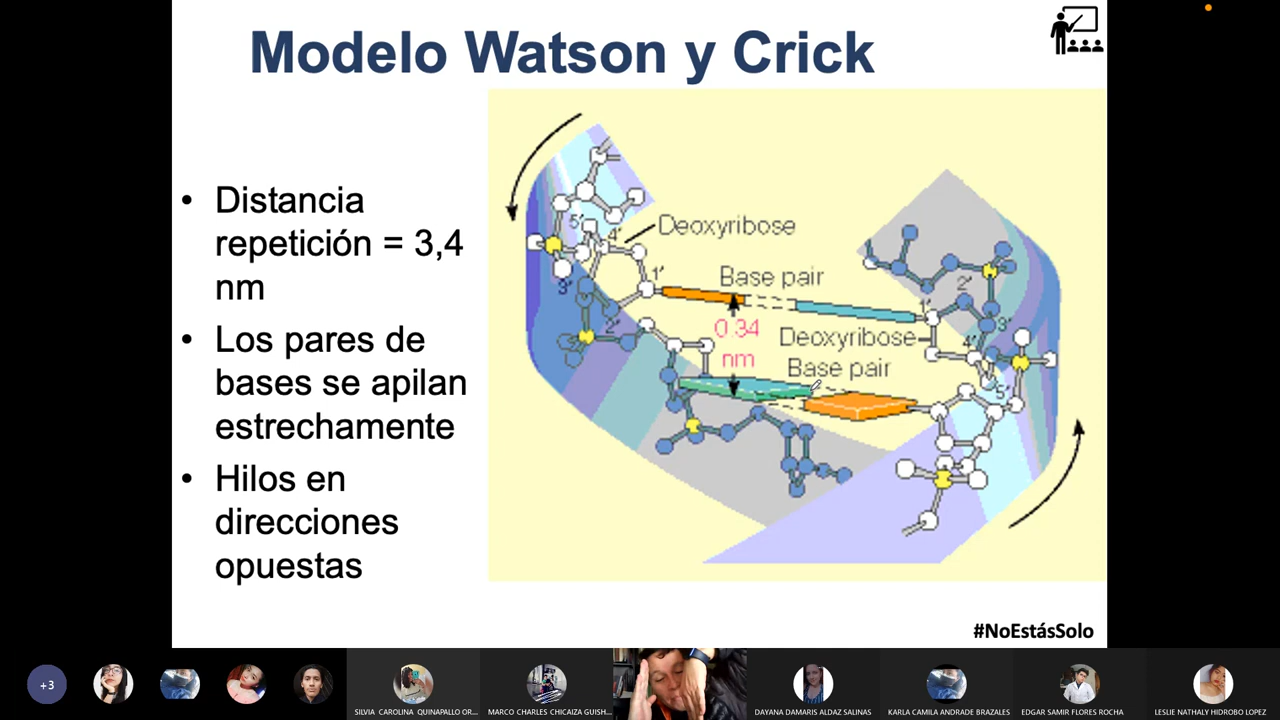 Modelo Watson y Crick
• Distancia
repetición = 3,4
nm
• Los pares de
bases se apilan
estrechamente
• Hilos en
direcciones
opuestas
5′
4′
Deoxyribose
1′
3′
2′
Base pair
0.34
nm
2′
1′
3′
Deoxyribose
4′
Base pair
5′
#NoEstásSolo
+3
SILVIA CAROLINA QUINAPALLO OR...
MARCO CHARLES CHICAIZA GUISH...
DAYANA DAMARIS ALDAZ SALINAS
KARLA CAMILA ANDRADE BRAZALES
EDGAR SAMIR FLORES ROCHA
LESLIE NATHALY HIDROBO LOPEZ